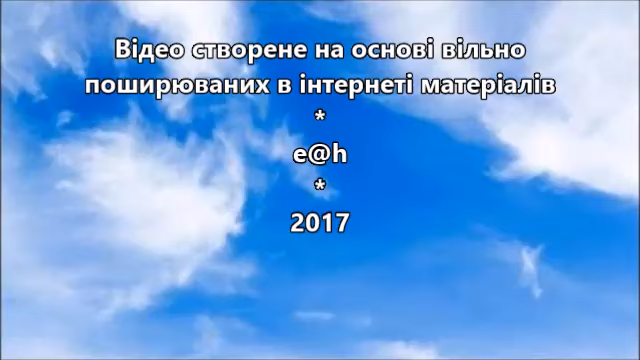 Відео створене на основі вільно
поширюваних в інтернеті матеріалів
*
e@h
*
2017